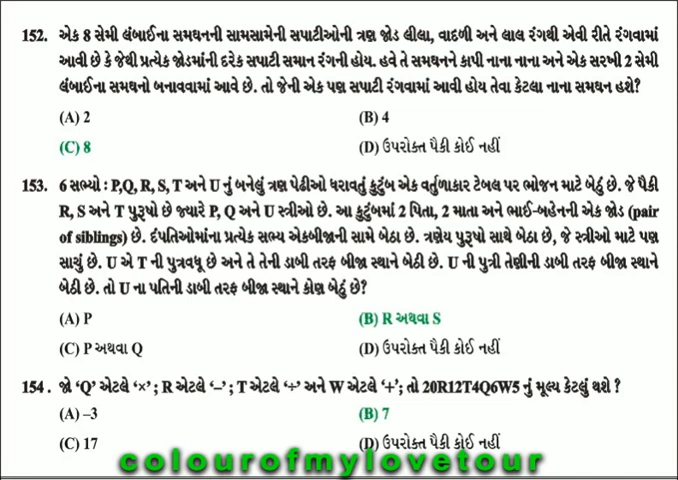 152. એક 8 સેમી લંબાઈના સમઘનની સામસામેની સપાટીઓની ત્રણ જોડ લીલા, વાદળી અને લાલ રંગથી એવી રીતે રંગવામાં
આવી છે કે જેથી પ્રત્યેક જોડમાંની દરેક સપાટી સમાન રંગની હોય. હવે તે સમઘનને કાપી નાના નાના અને એક સરખી 2 સેમી
લંબાઈના સમઘનો બનાવવામાં આવે છે. તો જેની એક પણ સપાટી રંગવામાં આવી હોય તેવા કેટલા નાના સમઘન હશે?
(A) 2 (B) 4
(C) 8 (D) ઉપરોક્ત પૈકી કોઈ નહીં
153. 6 સભ્યો : P,Q, R, S, T અને U નું બનેલું ત્રણ પેઢીઓ ધરાવતું કુટુંબ એક વર્તુળાકાર ટેબલ પર ભોજન માટે બેઠું છે. જે પૈકી
R, S અને T પુરૂષો છે જ્યારે P, Q અને U સ્ત્રીઓ છે. આ કુટુંબમાં 2 પિતા, 2 માતા અને ભાઈ-બહેનની એક જોડ (pair
of siblings) છે. દંપતિઓમાંના પ્રત્યેક સભ્ય એકબીજાની સામે બેઠા છે. ત્રણેય પુરૂષો સાથે બેઠા છે, જે સ્ત્રીઓ માટે પણ
સાચું છે. U એ T ની પુત્રવધૂ છે અને તે તેની ડાબી તરફ બીજા સ્થાને બેઠી છે. U ની પુત્રી તેણીની ડાબી તરફ બીજા સ્થાને
બેઠી છે. તો U ના પતિની ડાબી તરફ બીજા સ્થાને કોણ બેઠું છે?
(A) P (B) R અથવા S
(C) P અથવા Q (D) ઉપરોક્ત પૈકી કોઈ નહીં
154 . જો ‘Q’ એટલે ‘×’ ; R એટલે ‘–’ ; T એટલે ‘÷’ અને W એટલે ‘+’; તો 20R12T4Q6W5 નું મૂલ્ય કેટલું થશે ?
(A) –3 (B) 7
(C) 17 (D) ઉપરોક્ત પૈકી કોઈ નહીં
colourofmylovetour